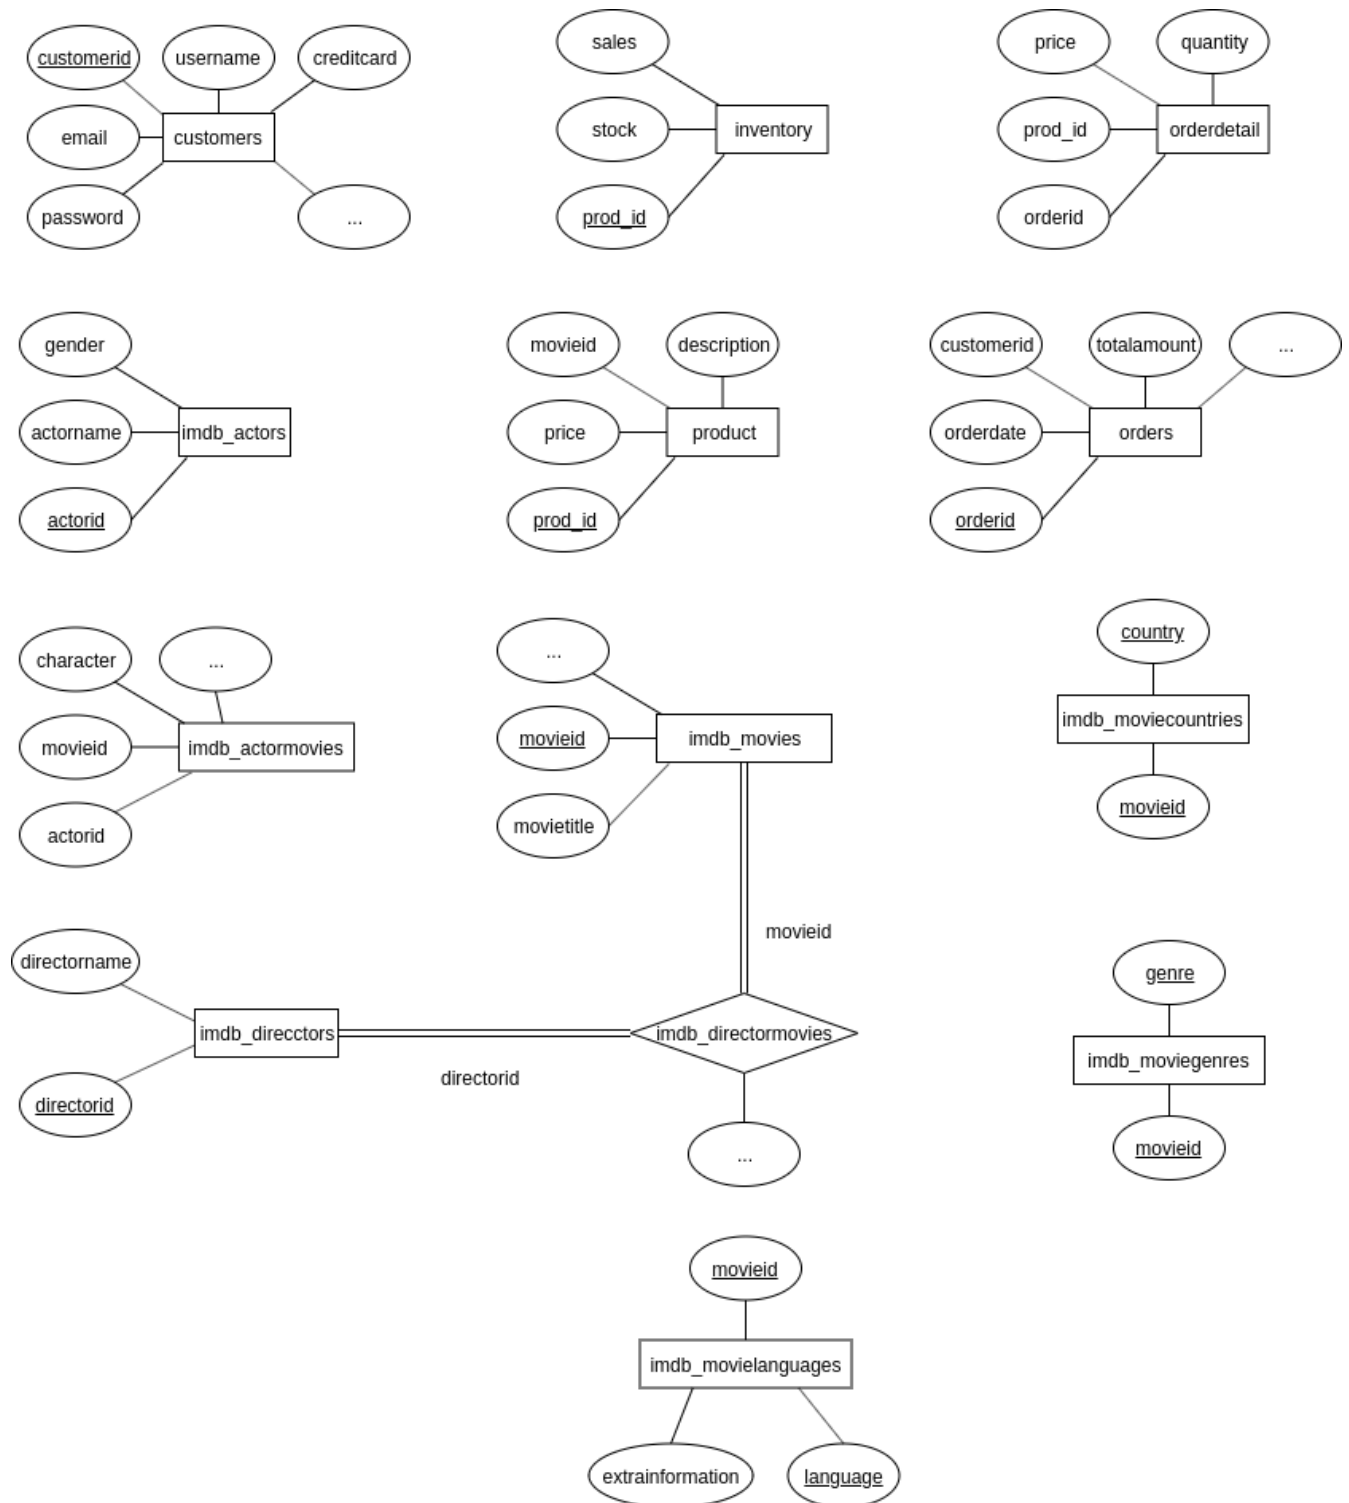 customerid
username
creditcard
email
customers
password
...
sales
stock
inventory
prod_id
price
quantity
prod_id
orderdetail
orderid
gender
actorname
imdb_actors
actorid
movieid
description
price
product
prod_id
customerid
totalamount
...
orderdate
orders
orderid
character
...
movieid
imdb_actormovies
actorid
...
movieid
imdb_movies
movietitle
country
imdb_moviecountries
movieid
directorname
imdb_direcctors
directorid
directorid
movieid
imdb_directormovies
...
genre
imdb_moviegenres
movieid
movieid
imdb_movielanguages
extrainformation
language